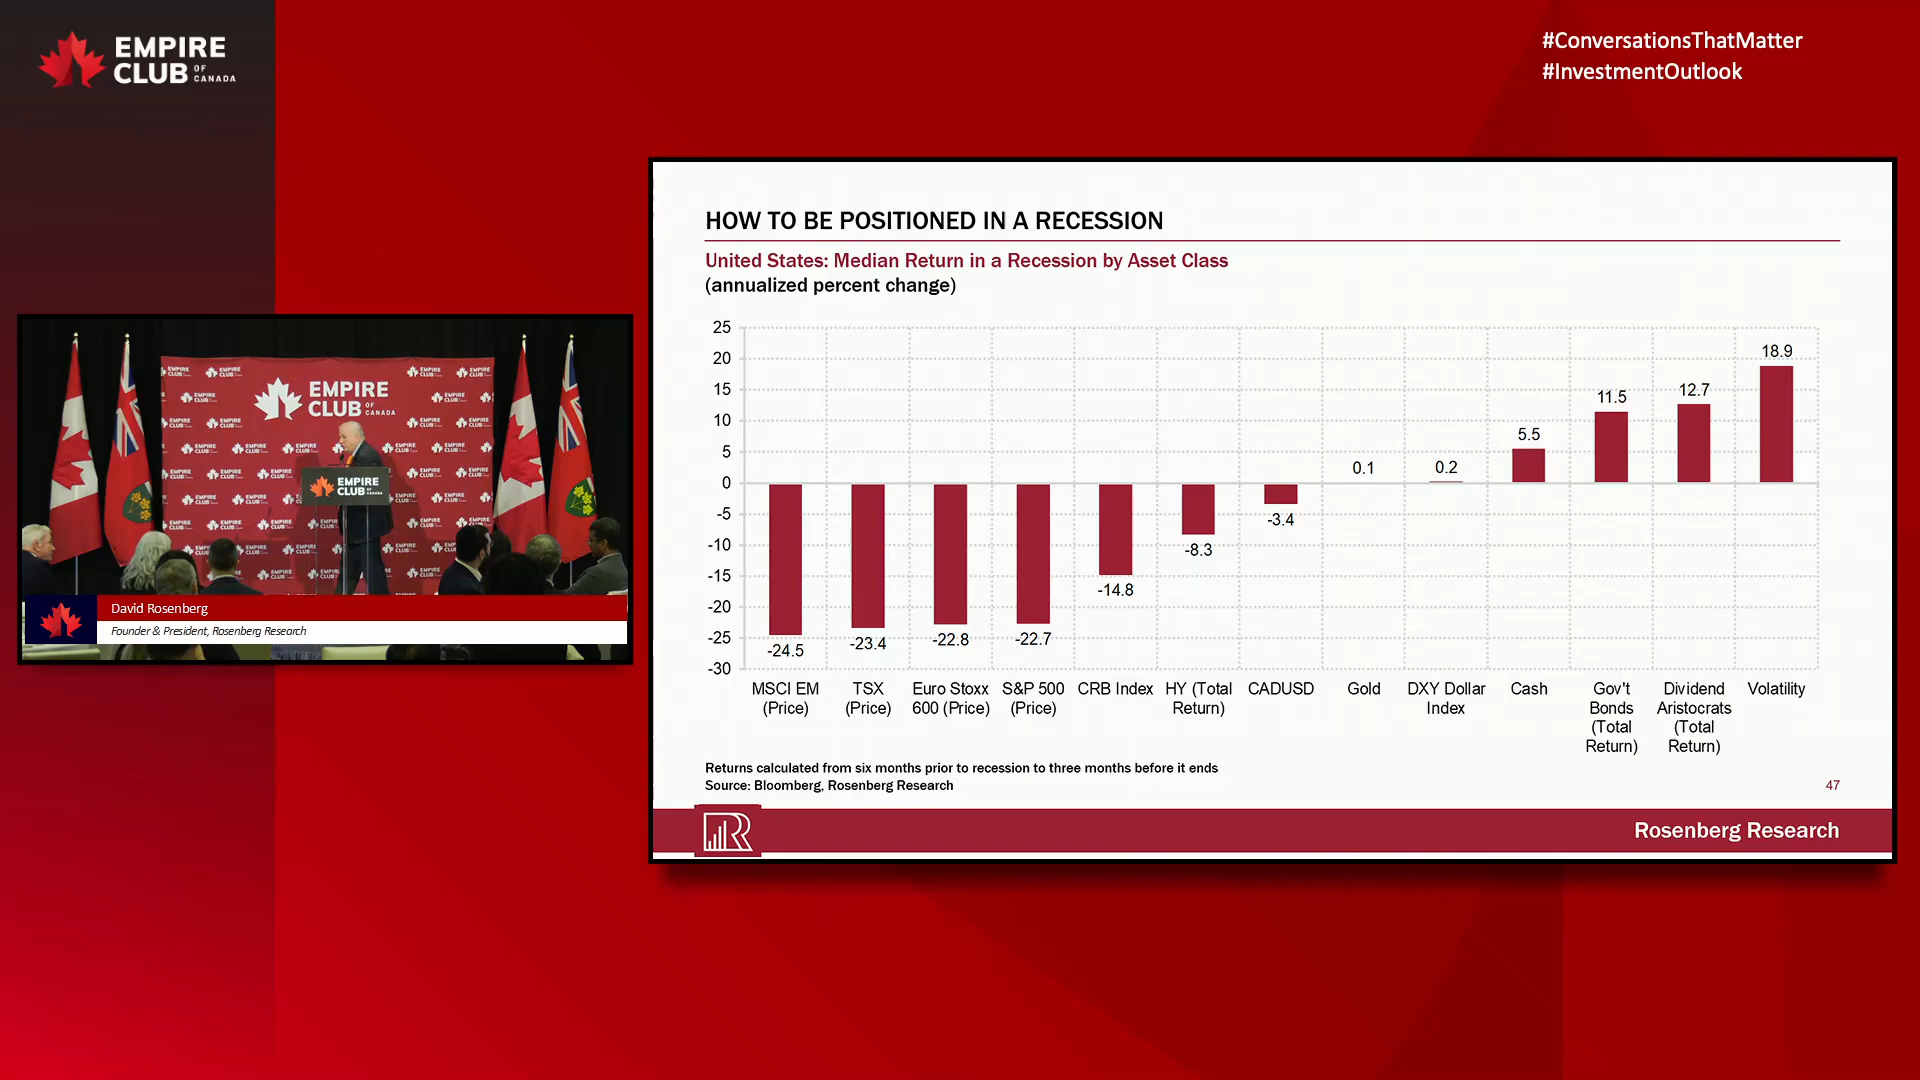 EMPIRE
CLUB OF CANADA
#ConversationsThatMatter
#InvestmentOutlook
EMPIRE
CLUB OF CANADA
EMPIRE
CLUB OF CANADA
David Rosenberg
Founder & President, Rosenberg Research
HOW TO BE POSITIONED IN A RECESSION
United States: Median Return in a Recession by Asset Class
(annualized percent change)
25
20
15
10
5
0
-5
-10
-15
-20
-25
-30
-24.5
-23.4
-22.8
-22.7
-14.8
-8.3
-3.4
0.1
0.2
5.5
11.5
12.7
18.9
MSCI EM
(Price)
TSX
(Price)
Euro Stoxx
600 (Price)
S&P 500
(Price)
CRB Index
HY (Total
Return)
CADUSD
Gold
DXY Dollar
Index
Cash
Gov't
Bonds
(Total
Return)
Dividend
Aristocrats
(Total
Return)
Volatility
Returns calculated from six months prior to recession to three months before it ends
Source: Bloomberg, Rosenberg Research
47
R
Rosenberg Research